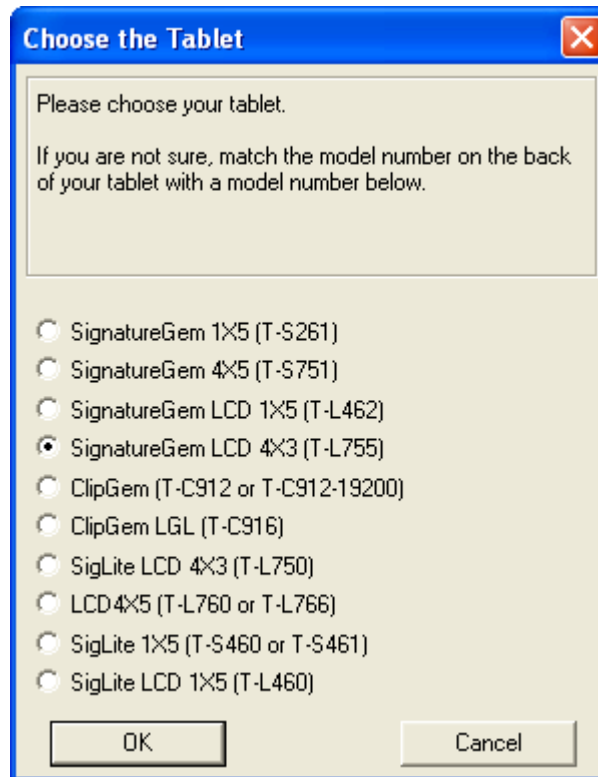 Choose the Tablet
Please choose your tablet.
If you are not sure, match the model number on the back
of your tablet with a model number below.
SignatureGem 1X5 (T-S261)
SignatureGem 4X5 (T-S751)
SignatureGem LCD 1X5 (T-L462)
SignatureGem LCD 4X3 (T-L755)
ClipGem (T-C912 or T-C912-19200)
ClipGem LGL (T-C916)
SigLite LCD 4X3 (T-L750)
LCD4X5 (T-L760 or T-L766)
SigLite 1X5 (T-S460 or T-S461)
SigLite LCD 1X5 (T-L460)
OK Cancel